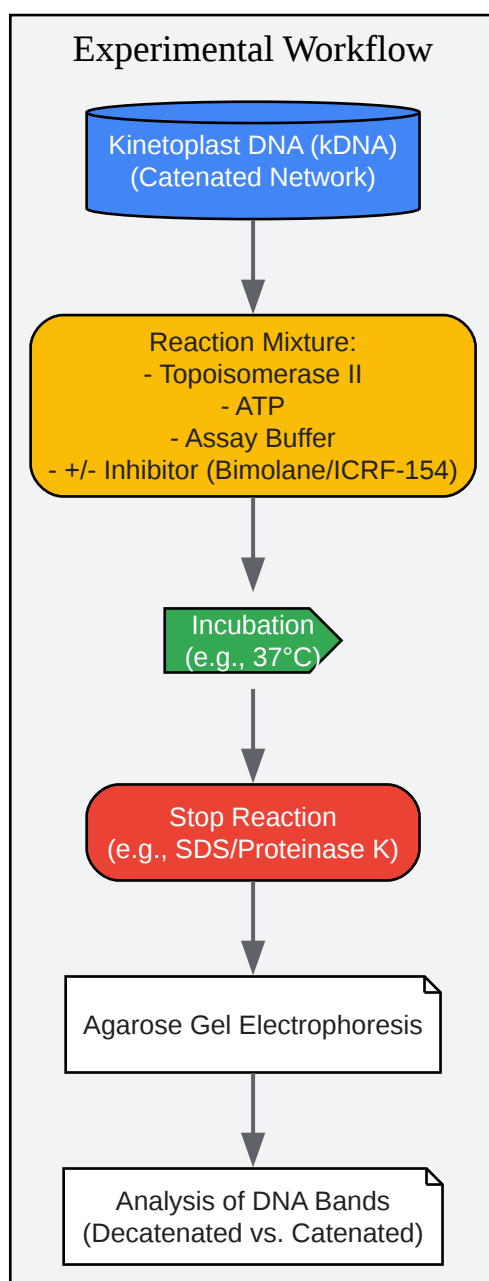 Experimental Workflow
Kinetoplast DNA (kDNA)
(Catenated Network)
Reaction Mixture:
- Topoisomerase II
- ATP
- Assay Buffer
- +/- Inhibitor (Bimolane/ICRF-154)
Incubation
(e.g., 37°C)
Stop Reaction
(e.g., SDS/Proteinase K)
Agarose Gel Electrophoresis
Analysis of DNA Bands
(Decatenated vs. Catenated)